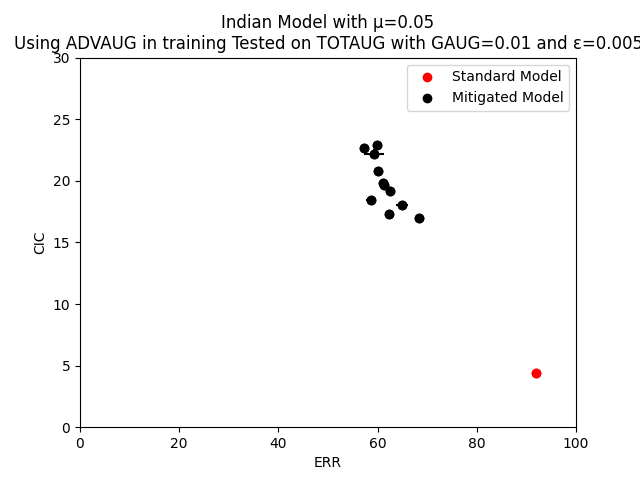 Indian Model with μ=0.05
Using ADVAUG in training Tested on TOTAUG with GAUG=0.01 and ε=0.005
Standard Model
Mitigated Model
30
25
20
15
10
5
0
CIC
0 20 40 60 80 100
ERR